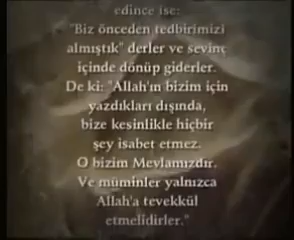 edince ise:
"Biz önceden tedbirimizi
almıştık" derler ve sevinç
içinde dönüp giderler.
De ki: "Allah'ın bizim için
yazdıkları dışında,
bize kesinlikle hiçbir
şey isabet etmez.
O bizim Mevlamızdır.
Ve müminler yalnızca
Allah'a tevekkül
etmelidirler."